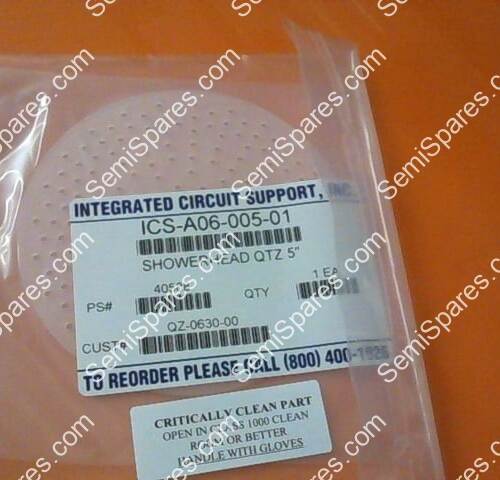 INTEGRATED CIRCUIT SUPPORT, INC.
ICS-A06-005-01
SHOWERHEAD QTZ 5"
PS# QTY 1 EA
QZ-0630-00
CUST#
TO REORDER PLEASE CALL (800) 400-1926
CRITICALLY CLEAN PART
OPEN IN CLASS 1000 CLEAN
ROOM OR BETTER
HANDLE WITH GLOVES
SemiSpares.com